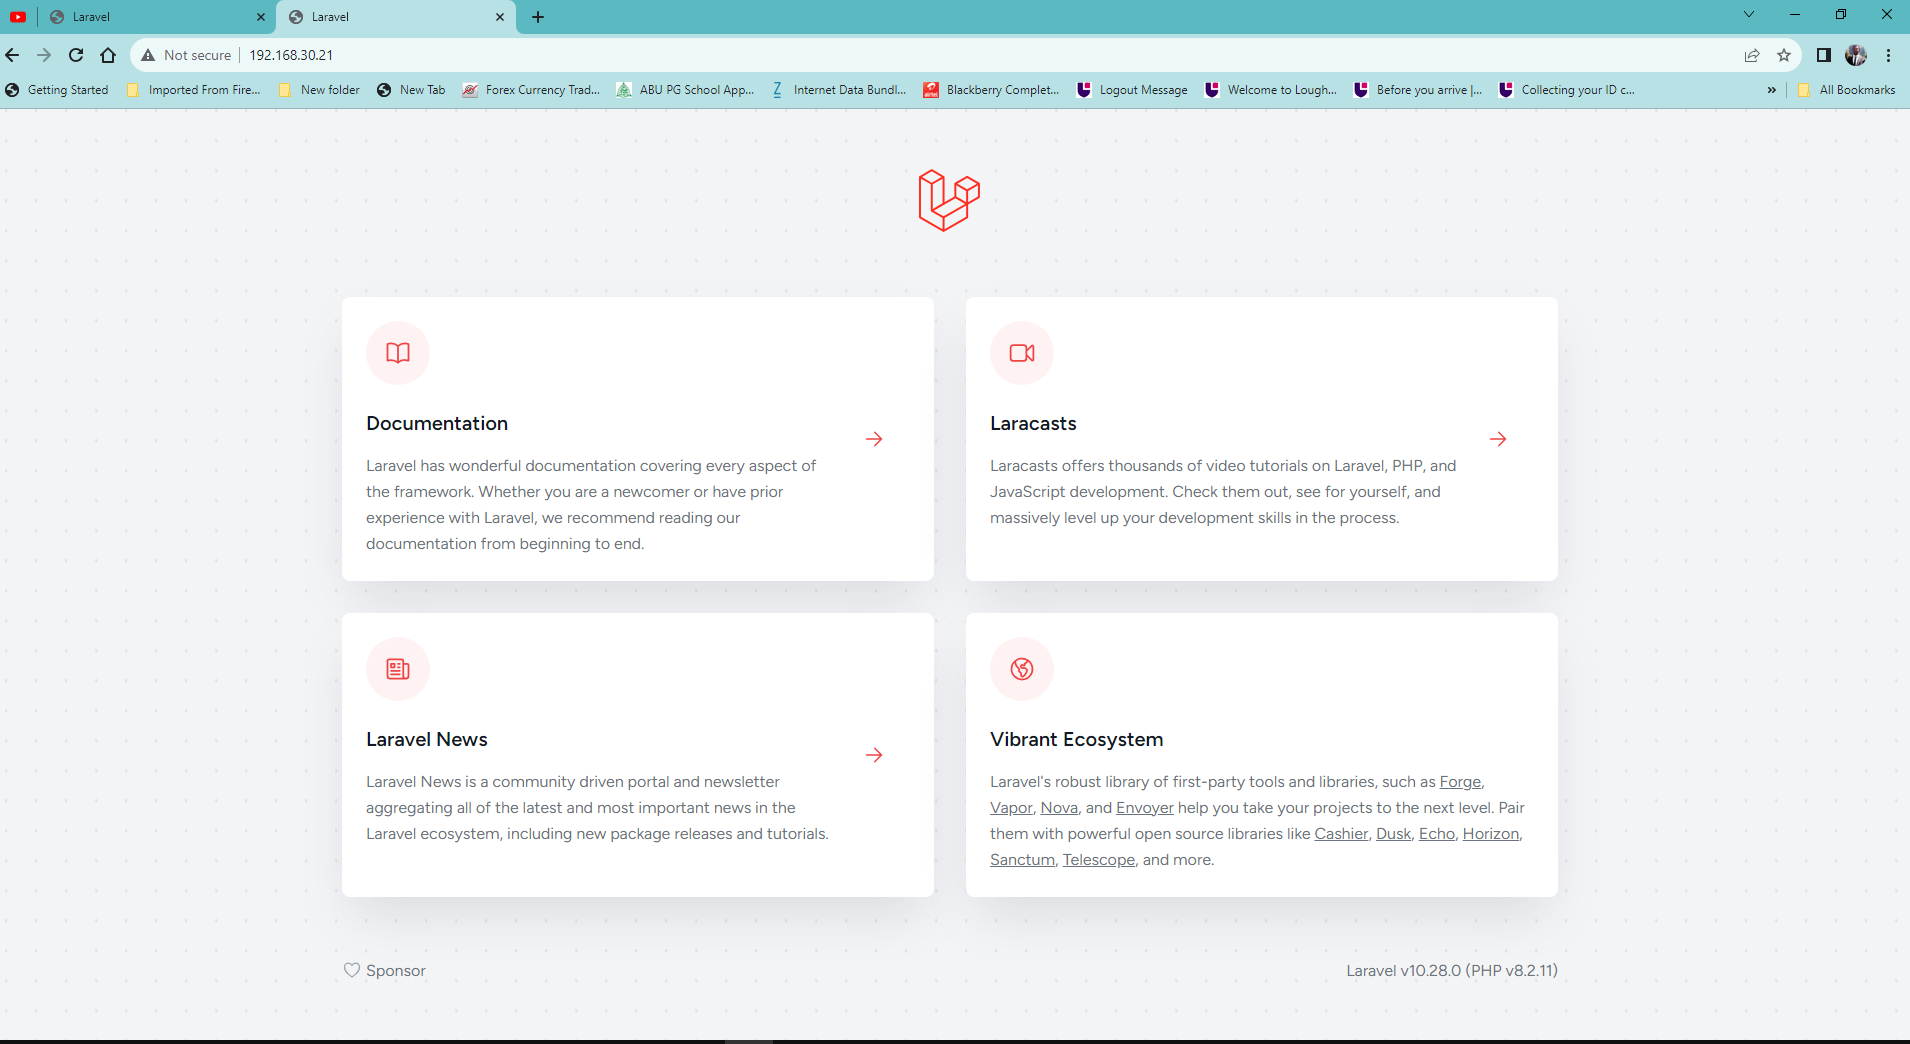 Laravel
Laravel
Not secure
192.168.30.21
Getting Started
Imported From Fire...
New folder
New Tab
Forex Currency Trad...
ABU PG School App...
Internet Data Bundl...
Blackberry Complet...
Logout Message
Welcome to Lough...
Before you arrive |...
Collecting your ID c...
»
All Bookmarks
Documentation
Laravel has wonderful documentation covering every aspect of
the framework. Whether you are a newcomer or have prior
experience with Laravel, we recommend reading our
documentation from beginning to end.
Laracasts
Laracasts offers thousands of video tutorials on Laravel, PHP, and
JavaScript development. Check them out, see for yourself, and
massively level up your development skills in the process.
Laravel News
Laravel News is a community driven portal and newsletter
aggregating all of the latest and most important news in the
Laravel ecosystem, including new package releases and tutorials.
Vibrant Ecosystem
Laravel's robust library of first-party tools and libraries, such as Forge,
Vapor, Nova, and Envoyer help you take your projects to the next level. Pair
them with powerful open source libraries like Cashier, Dusk, Echo, Horizon,
Sanctum, Telescope, and more.
Sponsor
Laravel v10.28.0 (PHP v8.2.11)